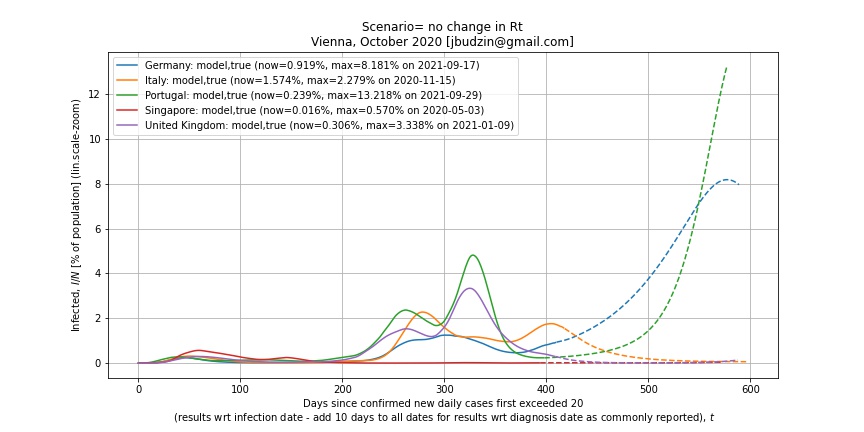 Scenario= no change in Rt
Vienna, October 2020 [jbudzin@gmail.com]
Germany: model,true (now=0.919%, max=8.181% on 2021-09-17)
Italy: model,true (now=1.574%, max=2.279% on 2020-11-15)
Portugal: model,true (now=0.239%, max=13.218% on 2021-09-29)
Singapore: model,true (now=0.016%, max=0.570% on 2020-05-03)
United Kingdom: model,true (now=0.306%, max=3.338% on 2021-01-09)
Infected, I/N [% of population] (lin.scale-zoom)
12
10
8
6
4
2
0
0 100 200 300 400 500 600
Days since confirmed new daily cases first exceeded 20
(results wrt infection date - add 10 days to all dates for results wrt diagnosis date as commonly reported), t